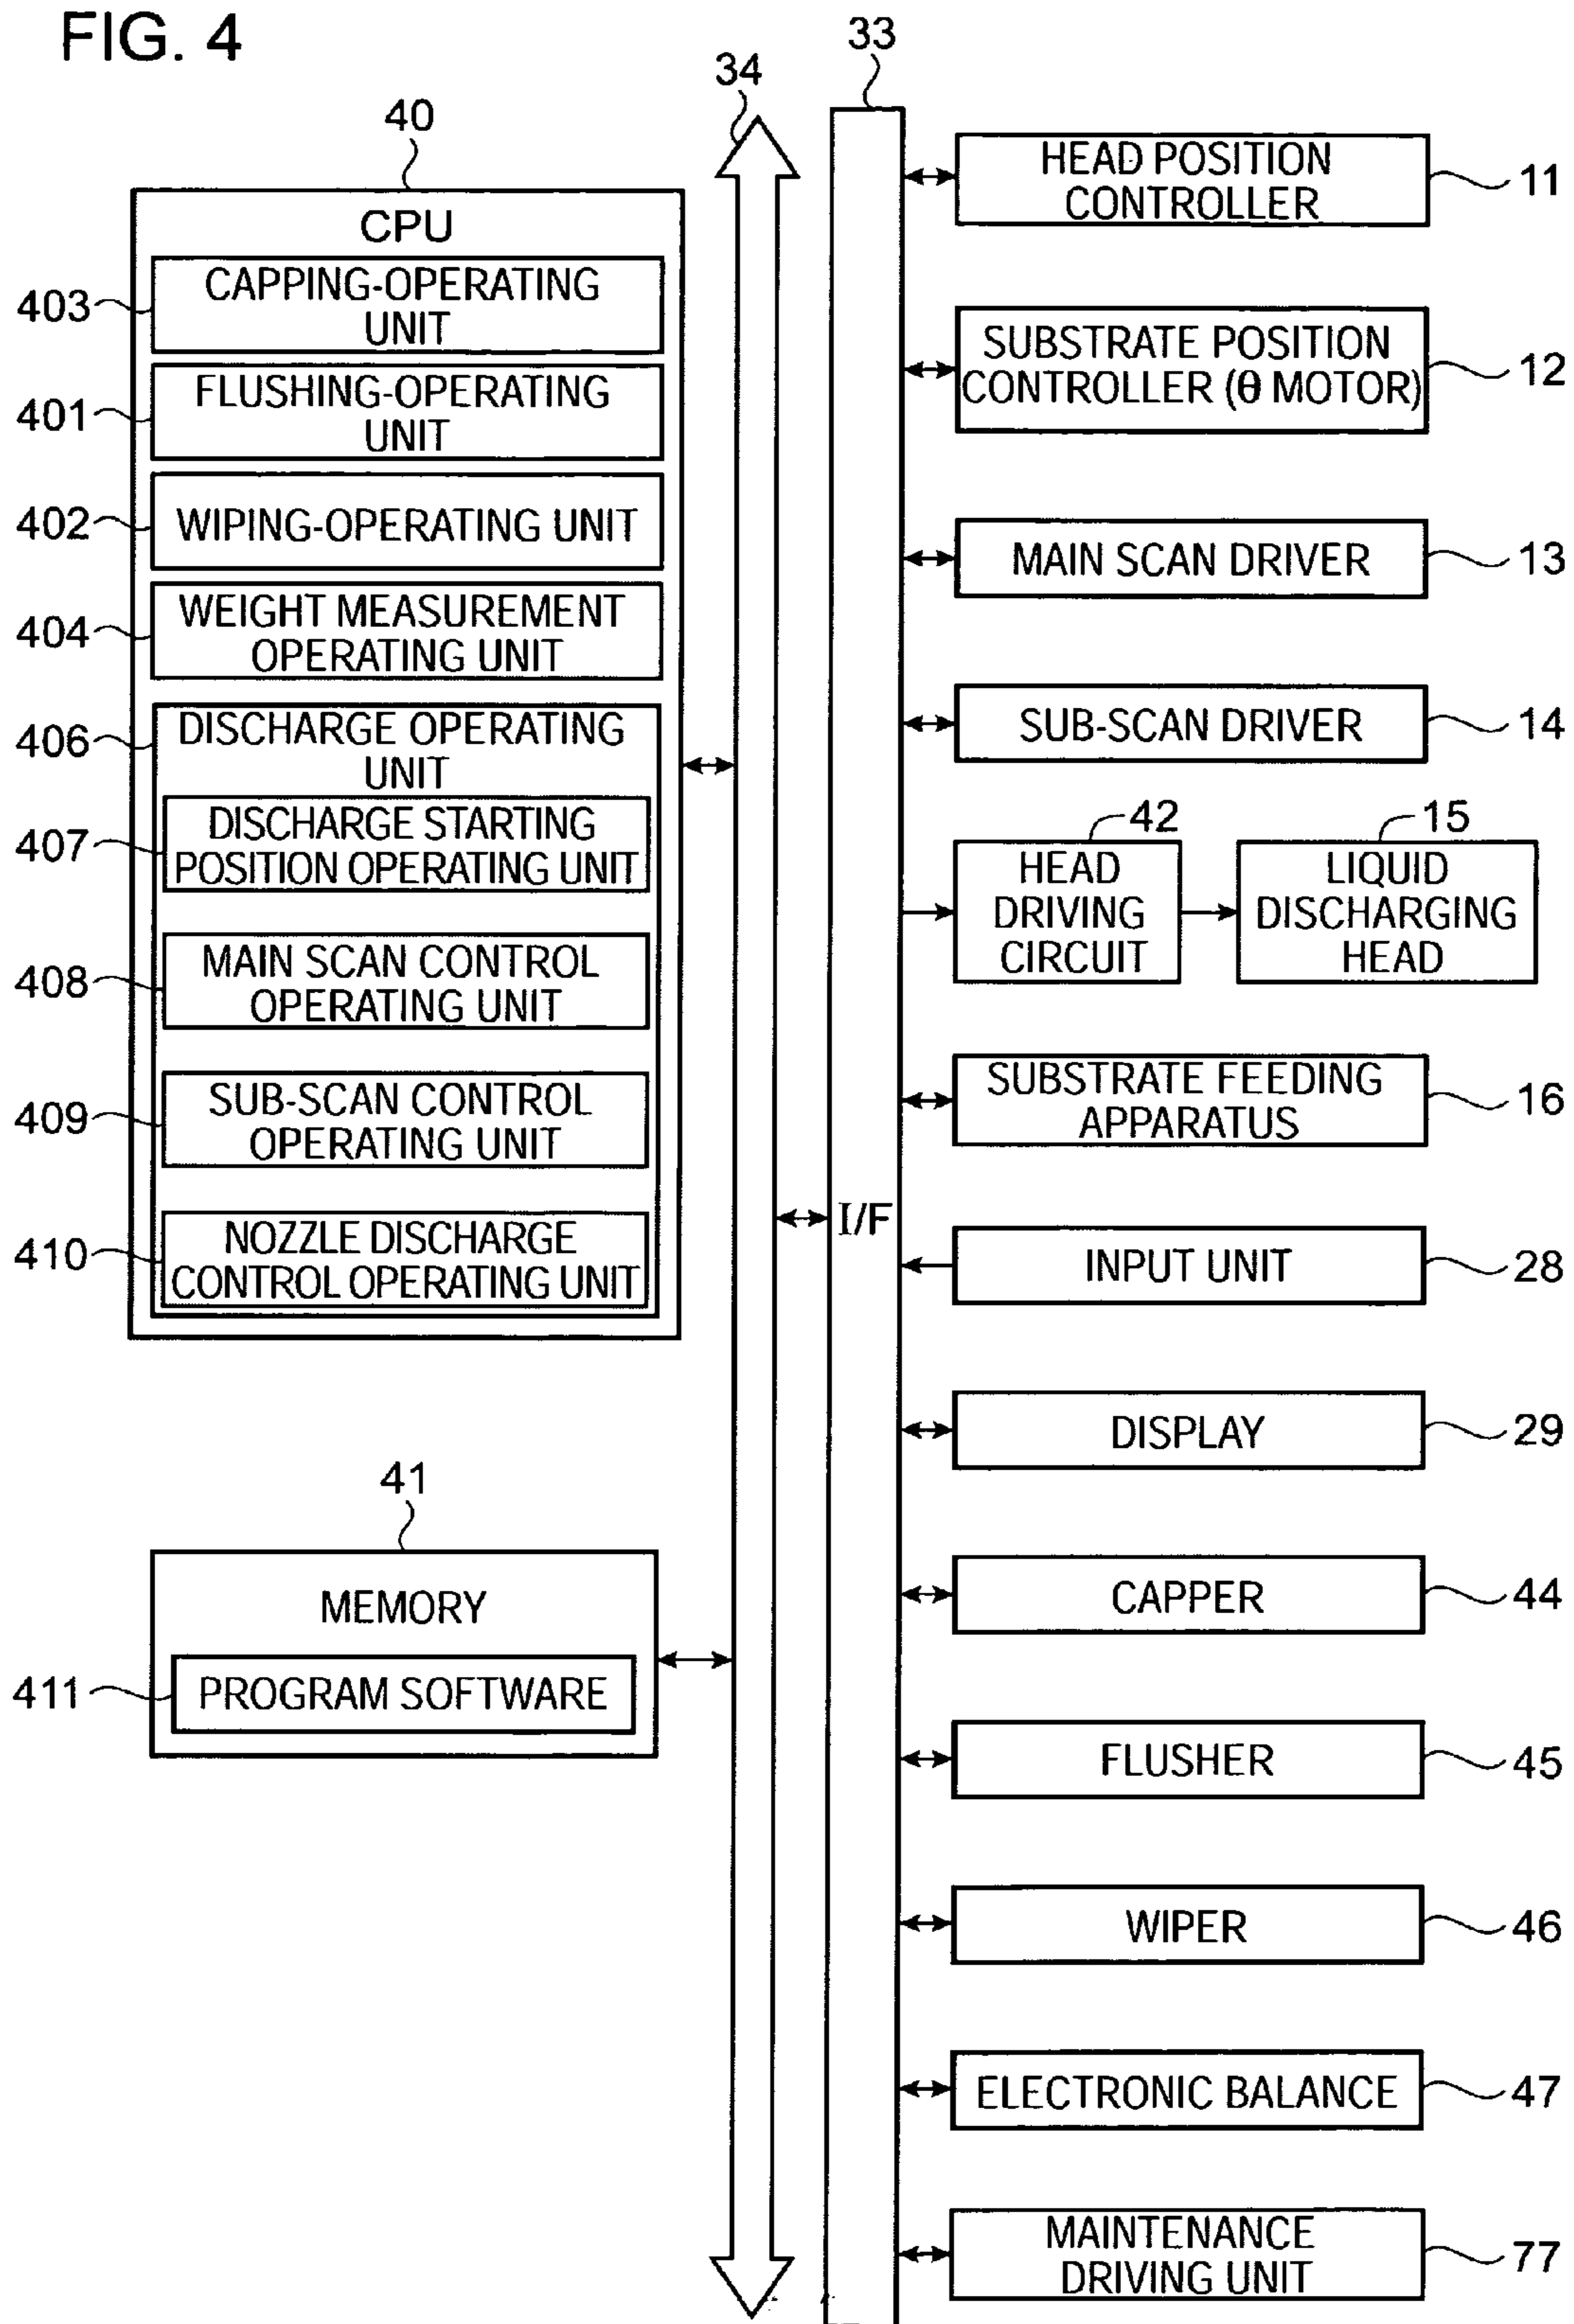 FIG. 4
40
CPU
403
CAPPING-OPERATING
UNIT
401
FLUSHING-OPERATING
UNIT
402
WIPING-OPERATING UNIT
404
WEIGHT MEASUREMENT
OPERATING UNIT
406
DISCHARGE OPERATING
UNIT
407
DISCHARGE STARTING
POSITION OPERATING UNIT
408
MAIN SCAN CONTROL
OPERATING UNIT
409
SUB-SCAN CONTROL
OPERATING UNIT
410
NOZZLE DISCHARGE
CONTROL OPERATING UNIT
41
MEMORY
411
PROGRAM SOFTWARE
34
33
I/F
HEAD POSITION
CONTROLLER
11
SUBSTRATE POSITION
CONTROLLER (θ MOTOR)
12
MAIN SCAN DRIVER
13
SUB-SCAN DRIVER
14
42
HEAD
DRIVING
CIRCUIT
15
LIQUID
DISCHARGING
HEAD
SUBSTRATE FEEDING
APPARATUS
16
INPUT UNIT
28
DISPLAY
29
CAPPER
44
FLUSHER
45
WIPER
46
ELECTRONIC BALANCE
47
MAINTENANCE
DRIVING UNIT
77